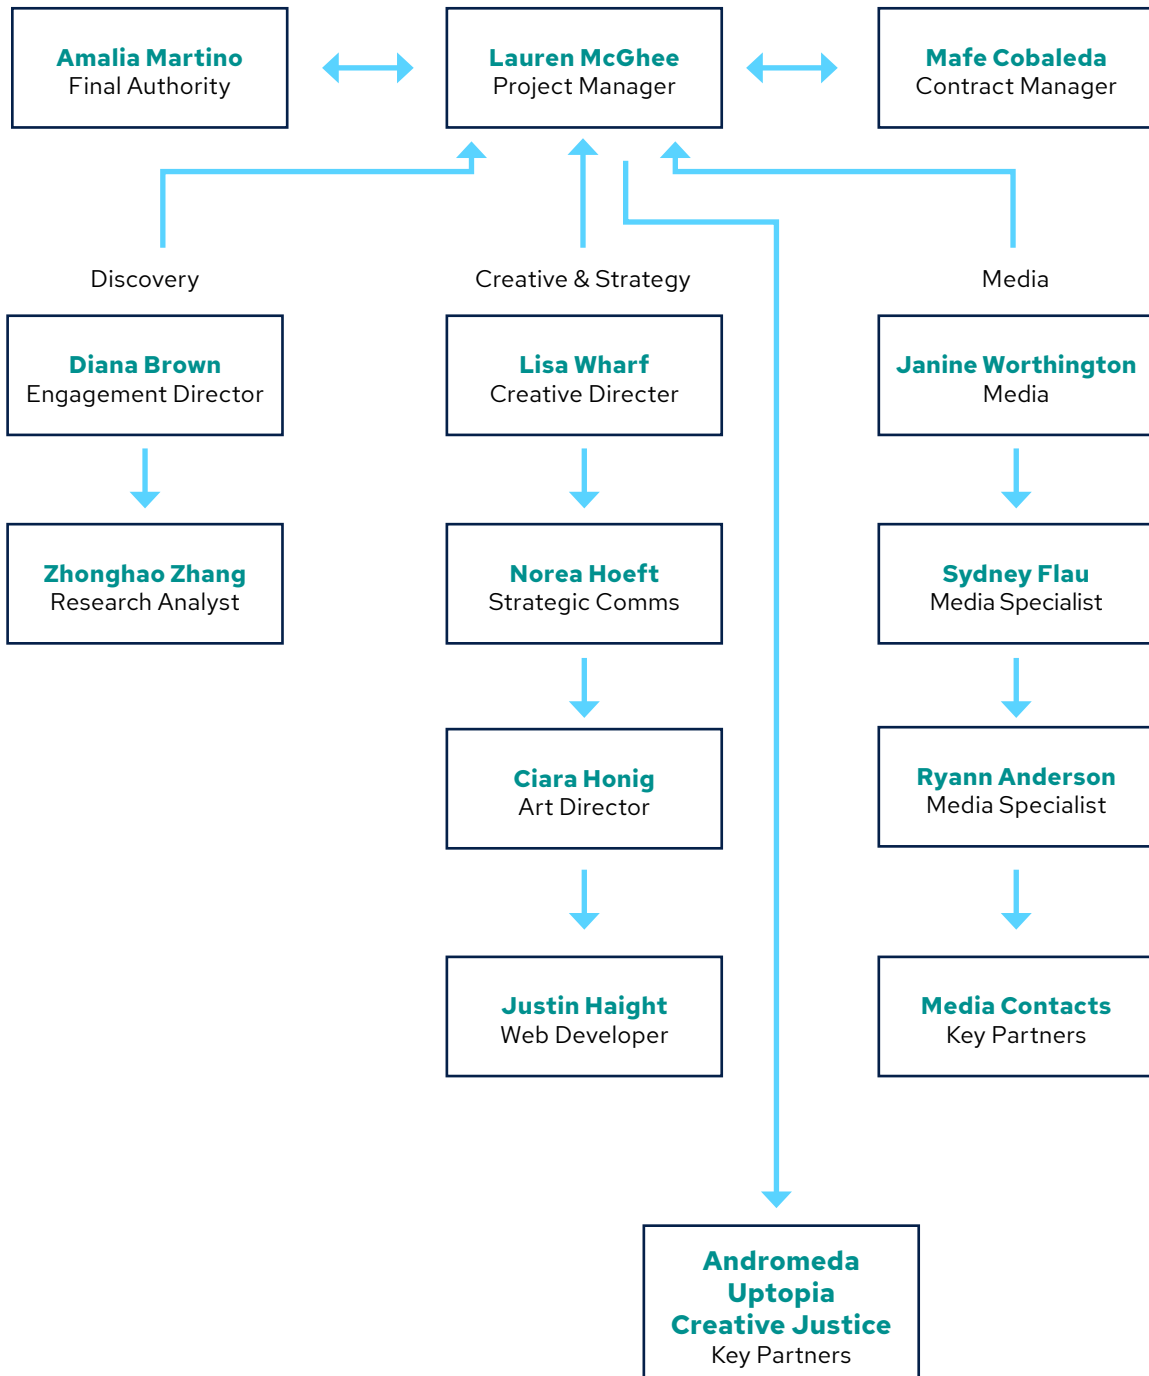 Amalia Martino
Final Authority
Lauren McGhee
Project Manager
Mafe Cobaleda
Contract Manager
Discovery
Creative & Strategy
Media
Diana Brown
Engagement Director
Lisa Wharf
Creative Directer
Janine Worthington
Media
Zhonghao Zhang
Research Analyst
Norea Hoeft
Strategic Comms
Sydney Flau
Media Specialist
Ciara Honig
Art Director
Ryann Anderson
Media Specialist
Justin Haight
Web Developer
Media Contacts
Key Partners
Andromeda
Uptopia
Creative Justice
Key Partners